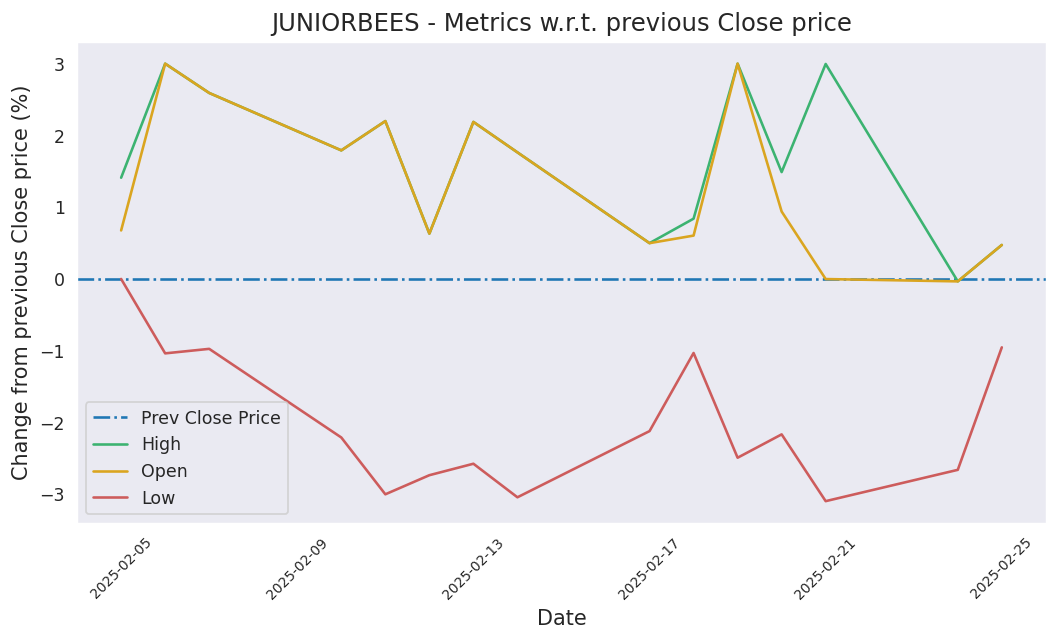 JUNIORBEES - Metrics w.r.t. previous Close price
Change from previous Close price (%)
3
2
1
0
−1
−2
−3
Prev Close Price
High
Open
Low
2025-02-05
2025-02-09
2025-02-13
2025-02-17
2025-02-21
2025-02-25
Date